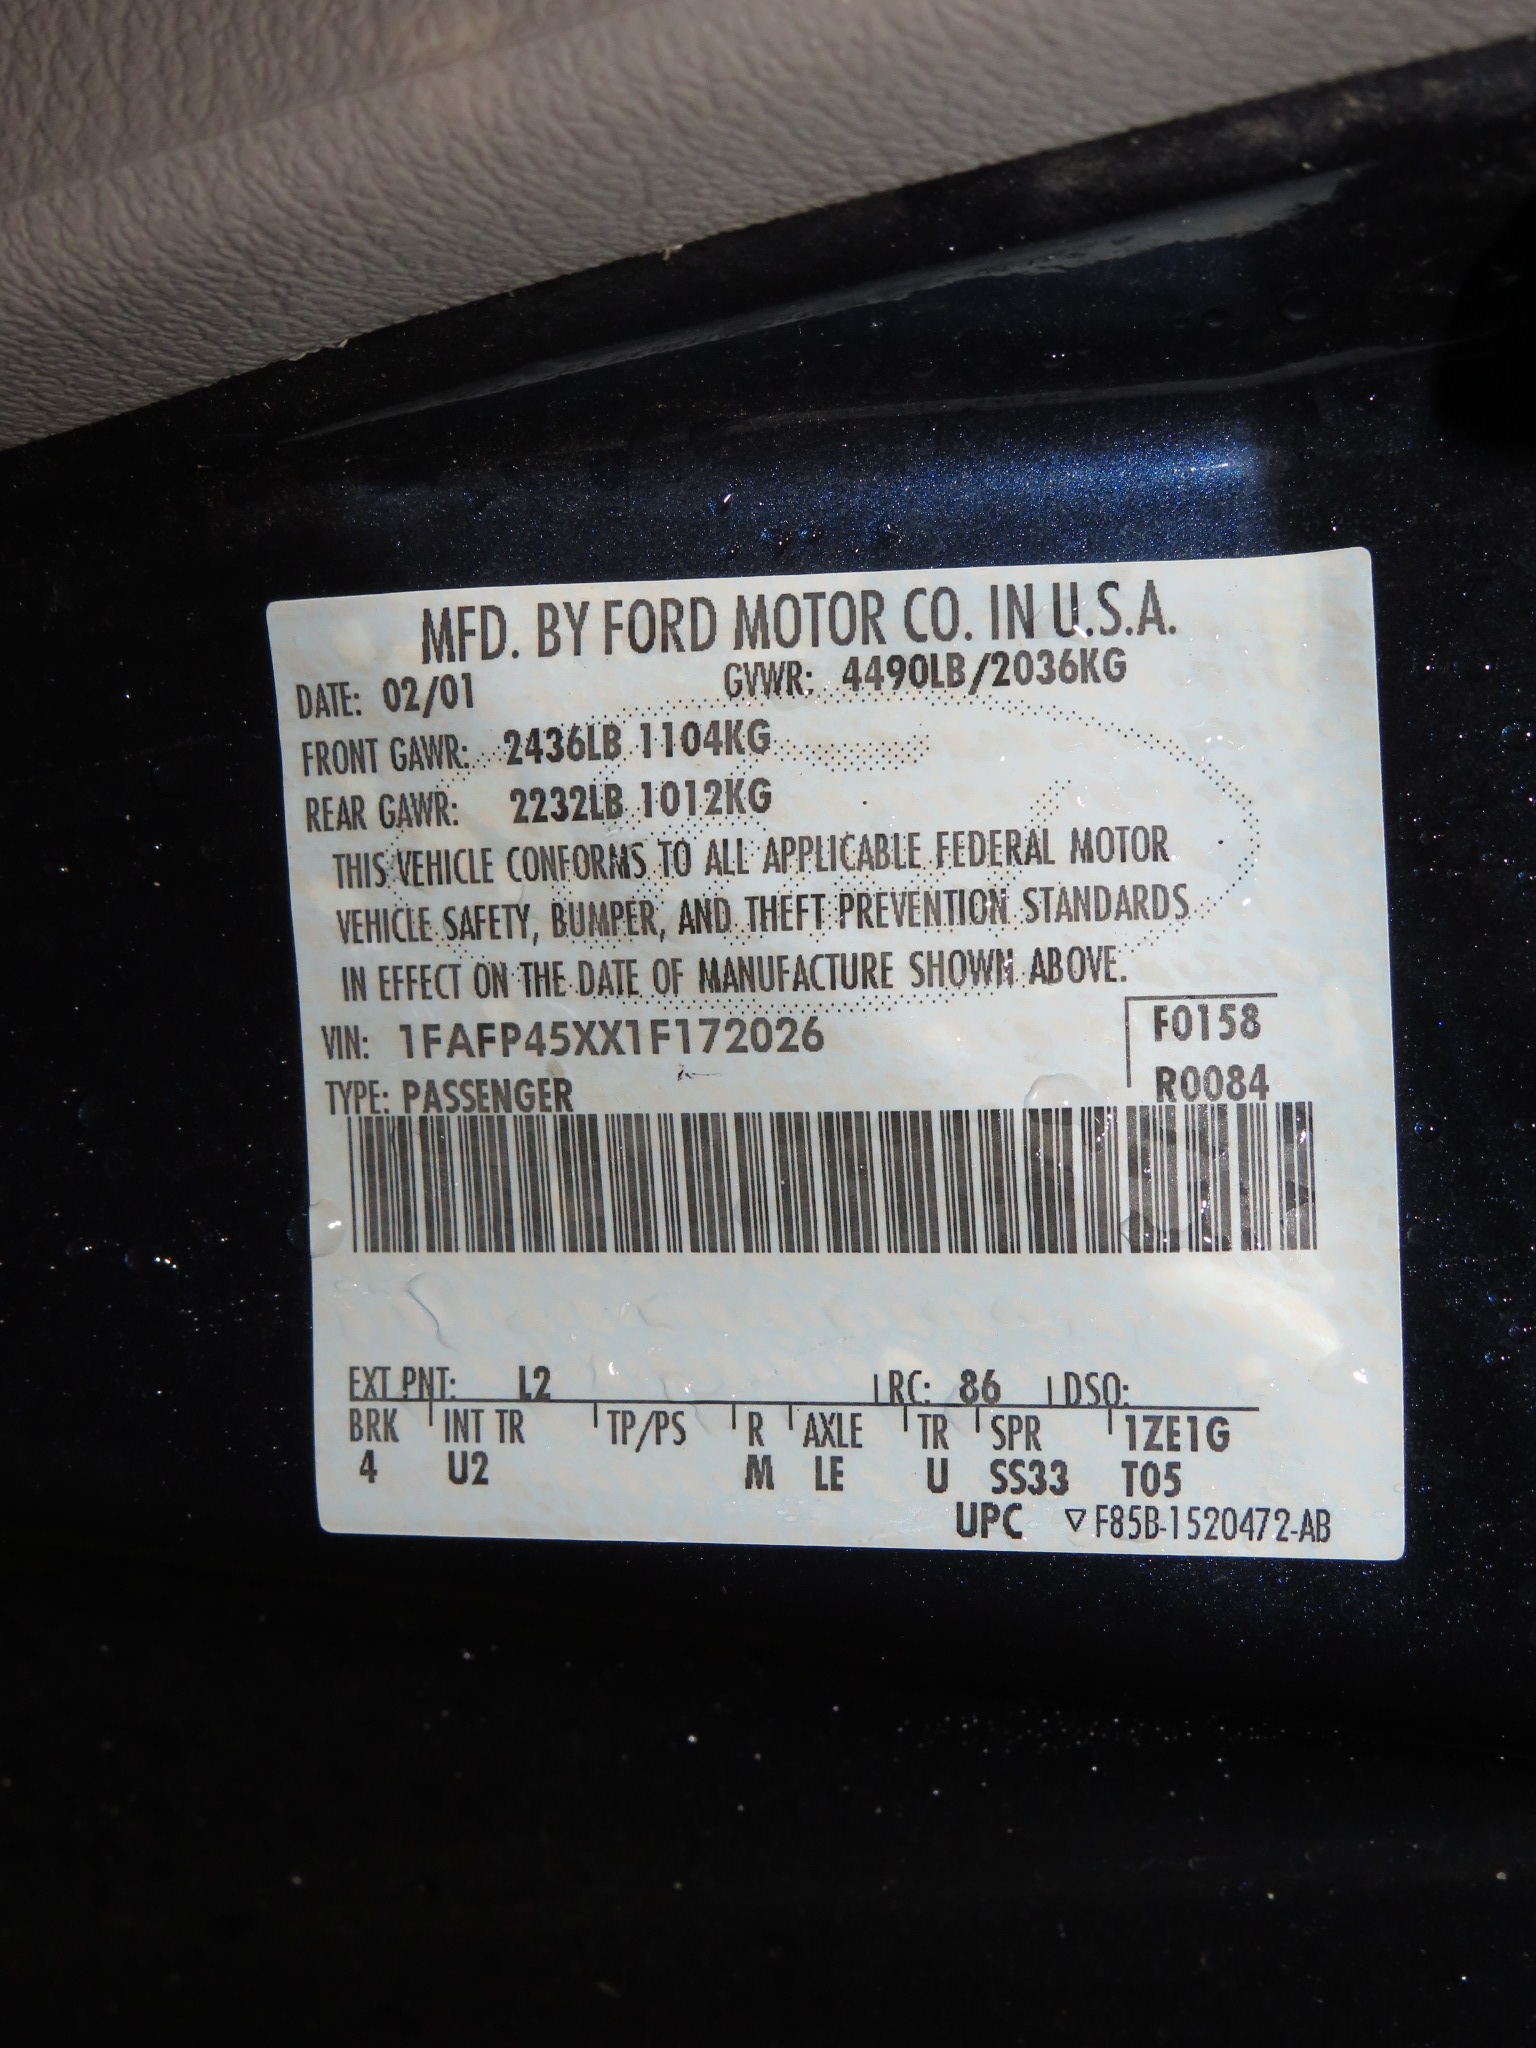 MFD. BY FORD MOTOR CO. IN U.S.A.
DATE: 02/01 GVWR: 4490LB/2036KG
FRONT GAWR: 2436LB 1104KG
REAR GAWR: 2232LB 1012KG
THIS VEHICLE CONFORMS TO ALL APPLICABLE FEDERAL MOTOR
VEHICLE SAFETY, BUMPER, AND THEFT PREVENTION STANDARDS
IN EFFECT ON THE DATE OF MANUFACTURE SHOWN ABOVE.
VIN: 1FAFP45XX1F172026 F0158
TYPE: PASSENGER R0084
EXT PNT: L2 RC: 86 DSO:
BRK INT TR TP/PS R AXLE TR SPR 1ZE1G
4 U2 M LE U SS33 T05
UPC ▽ F85B-1520472-AB